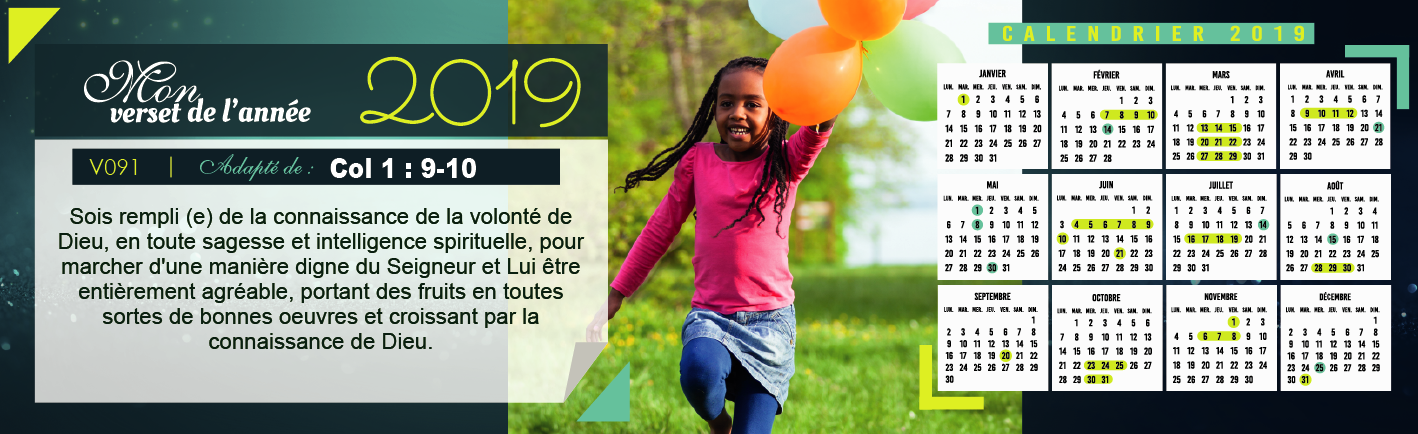 Mon
verset de l'année
2019
V091 | Adapté de : Col 1 : 9-10
Sois rempli (e) de la connaissance de la volonté de
Dieu, en toute sagesse et intelligence spirituelle, pour
marcher d'une manière digne du Seigneur et Lui être
entièrement agréable, portant des fruits en toutes
sortes de bonnes oeuvres et croissant par la
connaissance de Dieu.
CALENDRIER 2019
JANVIER
LUN. MAR. MER. JEU. VEN. SAM. DIM.
1 2 3 4 5 6
7 8 9 10 11 12 13
14 15 16 17 18 19 20
21 22 23 24 25 26 27
28 29 30 31
FÉVRIER
LUN. MAR. MER. JEU. VEN. SAM. DIM.
1 2 3
4 5 6 7 8 9 10
11 12 13 14 15 16 17
18 19 20 21 22 23 24
25 26 27 28
MARS
LUN. MAR. MER. JEU. VEN. SAM. DIM.
1 2 3
4 5 6 7 8 9 10
11 12 13 14 15 16 17
18 19 20 21 22 23 24
25 26 27 28 29 30 31
AVRIL
LUN. MAR. MER. JEU. VEN. SAM. DIM.
1 2 3 4 5 6 7
8 9 10 11 12 13 14
15 16 17 18 19 20 21
22 23 24 25 26 27 28
29 30
MAI
LUN. MAR. MER. JEU. VEN. SAM. DIM.
1 2 3 4 5
6 7 8 9 10 11 12
13 14 15 16 17 18 19
20 21 22 23 24 25 26
27 28 29 30 31
JUIN
LUN. MAR. MER. JEU. VEN. SAM. DIM.
1 2
3 4 5 6 7 8 9
10 11 12 13 14 15 16
17 18 19 20 21 22 23
24 25 26 27 28 29 30
JUILLET
LUN. MAR. MER. JEU. VEN. SAM. DIM.
1 2 3 4 5 6 7
8 9 10 11 12 13 14
15 16 17 18 19 20 21
22 23 24 25 26 27 28
29 30 31
AOÛT
LUN. MAR. MER. JEU. VEN. SAM. DIM.
1 2 3 4
5 6 7 8 9 10 11
12 13 14 15 16 17 18
19 20 21 22 23 24 25
26 27 28 29 30 31
SEPTEMBRE
LUN. MAR. MER. JEU. VEN. SAM. DIM.
1
2 3 4 5 6 7 8
9 10 11 12 13 14 15
16 17 18 19 20 21 22
23 24 25 26 27 28 29
30
OCTOBRE
LUN. MAR. MER. JEU. VEN. SAM. DIM.
1 2 3 4 5 6
7 8 9 10 11 12 13
14 15 16 17 18 19 20
21 22 23 24 25 26 27
28 29 30 31
NOVEMBRE
LUN. MAR. MER. JEU. VEN. SAM. DIM.
1 2 3
4 5 6 7 8 9 10
11 12 13 14 15 16 17
18 19 20 21 22 23 24
25 26 27 28 29 30
DÉCEMBRE
LUN. MAR. MER. JEU. VEN. SAM. DIM.
1
2 3 4 5 6 7 8
9 10 11 12 13 14 15
16 17 18 19 20 21 22
23 24 25 26 27 28 29
30 31